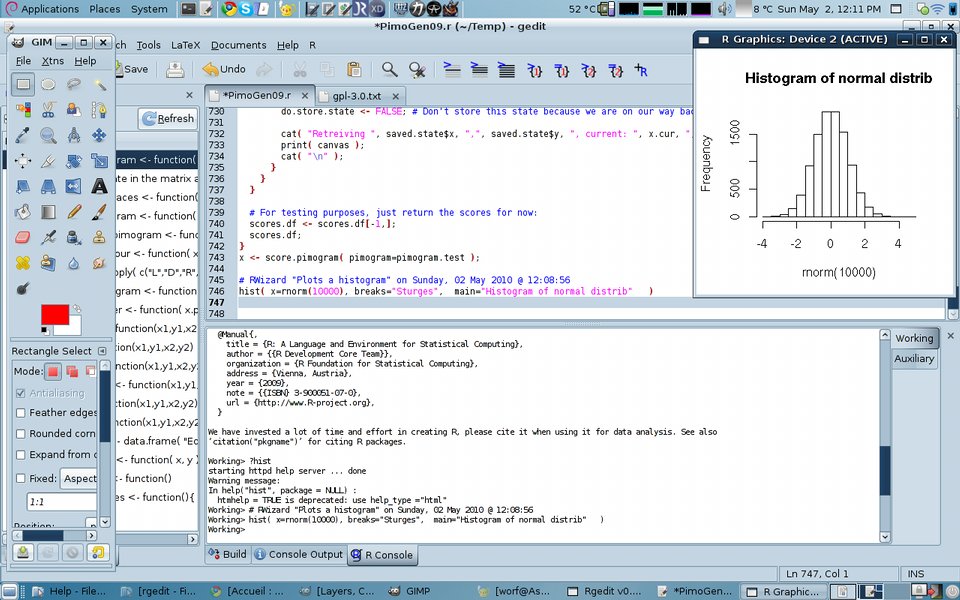 Applications Places System 52 °C 8 °C Sun May 2, 12:11 PM
*PimoGen09.r (~/Temp) - gedit
Tools LaTeX Documents Help R
Save Undo
*PimoGen09.r gpl-3.0.txt
GIM
File Xtns Help
Refresh
gram <- function(
ate in the matrix a
aces <- function(
gram <- function(
pimogram <- func
our <- function( x
pply( c("L","D","R",
gram <- function(
er <- function( x.p
function(x1,y1,x2
x1,y1,x2,y2)
tion(x1,y1,x2,y2
- function(x1,y1,
ction(x1,y1,x2,y2
- data.frame( "Ec
- function( x, y )
<- function()
es <- function(){
Rectangle Select
Mode:
Antialiasing
Feather edges
Rounded corn
Expand from c
Fixed: Aspect
1:1
Position:
730 do.store.state <- FALSE; # Don't store this state because we are on our way bac
731
732 cat( "Retreiving ", saved.state$x, ",", saved.state$y, ", current: ", x.cur, ",
733 print( canvas );
734 cat( "\n" );
735 }
736 }
737 }
738
739 # For testing purposes, just return the scores for now:
740 scores.df <- scores.df[-1,];
741 scores.df;
742 }
743 x <- score.pimogram( pimogram=pimogram.test );
744
745 # RWizard "Plots a histogram" on Sunday, 02 May 2010 @ 12:08:56
746 hist( x=rnorm(10000), breaks="Sturges", main="Histogram of normal distrib" )
747
748
R Graphics: Device 2 (ACTIVE)
Histogram of normal distrib
Frequency
0 500 1500
-4 -2 0 2 4
rnorm(10000)
@Manual{,
title = {R: A Language and Environment for Statistical Computing},
author = {{R Development Core Team}},
organization = {R Foundation for Statistical Computing},
address = {Vienna, Austria},
year = {2009},
note = {{ISBN} 3-900051-07-0},
url = {http://www.R-project.org},
}
We have invested a lot of time and effort in creating R, please cite it when using it for data analysis. See also
‘citation("pkgname")’ for citing R packages.
Working> ?hist
starting httpd help server ... done
Warning message:
In help("hist", package = NULL) :
htmhelp = TRUE is deprecated: use help_type ="html"
Working> # RWizard "Plots a histogram" on Sunday, 02 May 2010 @ 12:08:56
Working> hist( x=rnorm(10000), breaks="Sturges", main="Histogram of normal distrib" )
Working>
Working
Auxiliary
Build Console Output R Console
Ln 747, Col 1 INS
Help - File... [rgedit - Fi... [Accueil : ... [Layers, C... GIMP [worf@As... Rgedit v0.... *PimoGen... R Graphic...